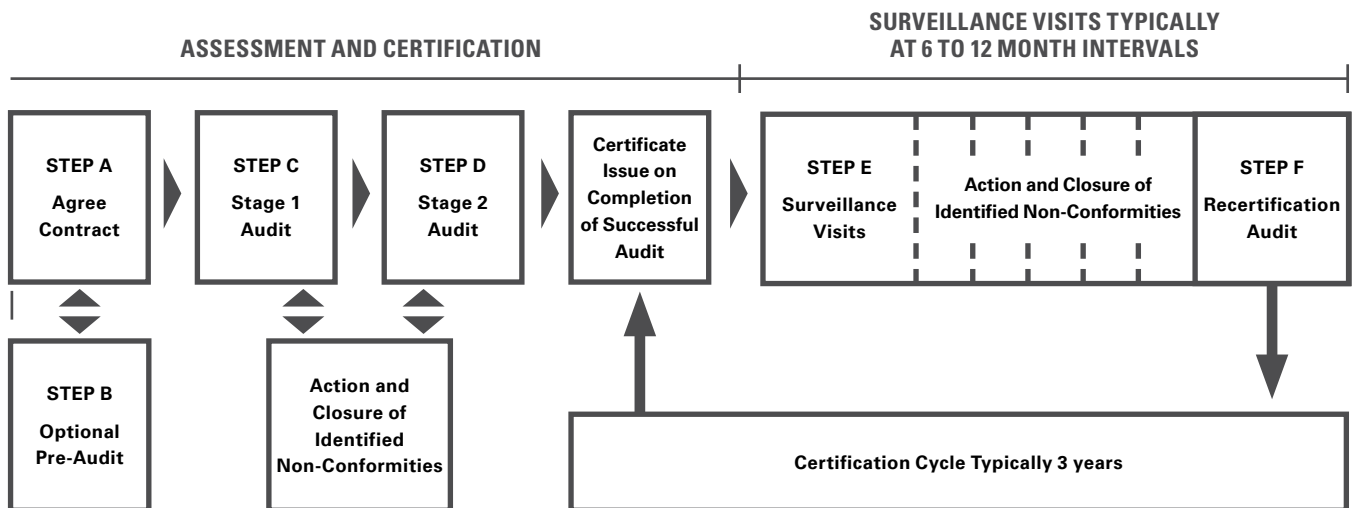 ASSESSMENT AND CERTIFICATION
SURVEILLANCE VISITS TYPICALLY
AT 6 TO 12 MONTH INTERVALS
STEP A
Agree
Contract
STEP C
Stage 1
Audit
STEP D
Stage 2
Audit
Certificate
Issue on
Completion
of Successful
Audit
STEP E
Surveillance
Visits
Action and Closure of
Identified Non-Conformities
STEP F
Recertification
Audit
STEP B
Optional
Pre-Audit
Action and
Closure of
Identified
Non-Conformities
Certification Cycle Typically 3 years